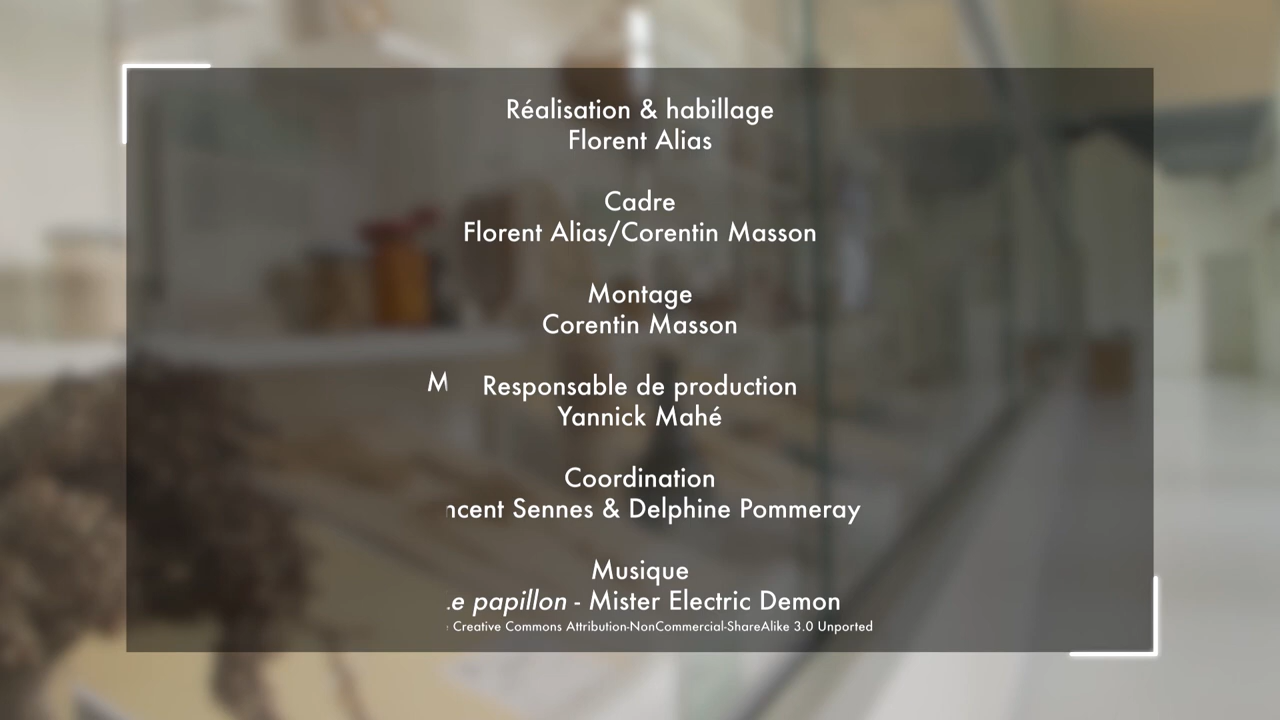 Réalisation & habillage
Florent Alias
Cadre
Florent Alias/Corentin Masson
Montage
Corentin Masson
M Responsable de production
Yannick Mahé
Coordination
ncent Sennes & Delphine Pommeray
Musique
e papillon - Mister Electric Demon
Creative Commons Attribution-NonCommercial-ShareAlike 3.0 Unported